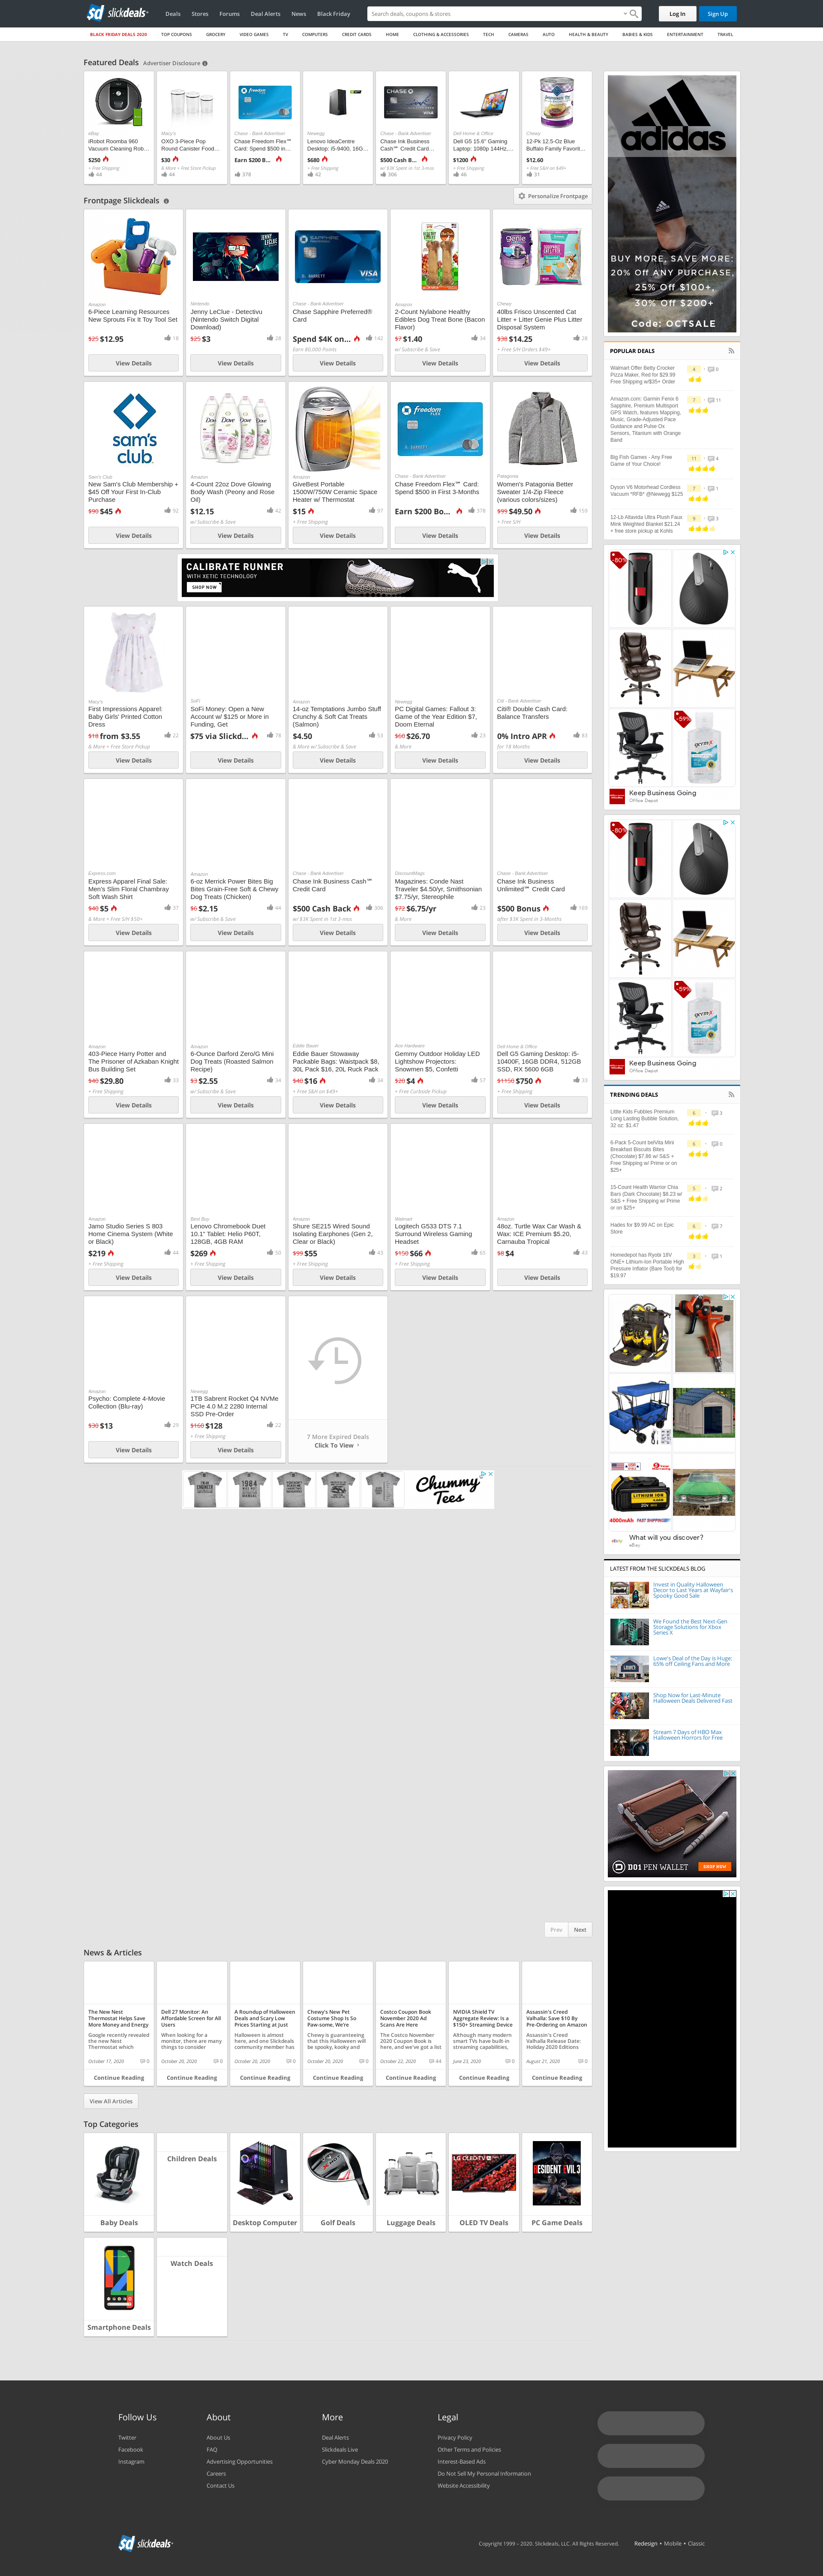 slickdeals
Deals Stores Forums Deal Alerts News Black Friday
Search deals, coupons & stores
Log In Sign Up
BLACK FRIDAY DEALS 2020 TOP COUPONS GROCERY VIDEO GAMES TV COMPUTERS CREDIT CARDS HOME CLOTHING & ACCESSORIES TECH CAMERAS AUTO HEALTH & BEAUTY BABIES & KIDS ENTERTAINMENT TRAVEL
Featured Deals Advertiser Disclosure
eBay
iRobot Roomba 960
Vacuum Cleaning Rob...
$250
+ Free Shipping
44
Macy's
OXO 3-Piece Pop
Round Canister Food...
$30
& More + Free Store Pickup
44
Chase - Bank Advertiser
Chase Freedom Flex℠
Card: Spend $500 in...
Earn $200 B...
378
Newegg
Lenovo IdeaCentre
Desktop: i5-9400, 16G...
$680
+ Free Shipping
42
Chase - Bank Advertiser
Chase Ink Business
Cash℠ Credit Card...
$500 Cash B...
w/ $3K Spent in 1st 3-mos
306
Dell Home & Office
Dell G5 15.6" Gaming
Laptop: 1080p 144Hz,...
$1200
+ Free Shipping
46
Chewy
12-Pk 12.5-Oz Blue
Buffalo Family Favorit...
$12.60
+ Free S&H on $49+
31
Frontpage Slickdeals
Personalize Frontpage
Amazon
6-Piece Learning Resources
New Sprouts Fix It Toy Tool Set
$25 $12.95
18
View Details
Nintendo
Jenny LeClue - Detectivu
(Nintendo Switch Digital
Download)
$25 $3
28
View Details
Chase - Bank Advertiser
Chase Sapphire Preferred®
Card
Spend $4K on...
142
Earn 80,000 Points
View Details
Amazon
2-Count Nylabone Healthy
Edibles Dog Treat Bone (Bacon
Flavor)
$7 $1.40
34
w/ Subscribe & Save
View Details
Chewy
40lbs Frisco Unscented Cat
Litter + Litter Genie Plus Litter
Disposal System
$38 $14.25
28
+ Free S/H Orders $49+
View Details
sam's
club
Sam's Club
New Sam's Club Membership +
$45 Off Your First In-Club
Purchase
$90 $45
92
View Details
Amazon
4-Count 22oz Dove Glowing
Body Wash (Peony and Rose
Oil)
$12.15
42
w/ Subscribe & Save
View Details
Amazon
GiveBest Portable
1500W/750W Ceramic Space
Heater w/ Thermostat
$15
97
+ Free Shipping
View Details
Chase - Bank Advertiser
Chase Freedom Flex℠ Card:
Spend $500 in First 3-Months
Earn $200 Bo...
378
View Details
Patagonia
Women's Patagonia Better
Sweater 1/4-Zip Fleece
(various colors/sizes)
$99 $49.50
159
+ Free S/H
View Details
CALIBRATE RUNNER
WITH XETIC TECHNOLOGY
SHOP NOW
Macy's
First Impressions Apparel:
Baby Girls' Printed Cotton
Dress
$18 from $3.55
22
& More + Free Store Pickup
View Details
SoFi
SoFi Money: Open a New
Account w/ $125 or More in
Funding, Get
$75 via Slickd...
78
View Details
Amazon
14-oz Temptations Jumbo Stuff
Crunchy & Soft Cat Treats
(Salmon)
$4.50
53
& More w/ Subscribe & Save
View Details
Newegg
PC Digital Games: Fallout 3:
Game of the Year Edition $7,
Doom Eternal
$60 $26.70
23
& More
View Details
Citi - Bank Advertiser
Citi® Double Cash Card:
Balance Transfers
0% Intro APR
83
for 18 Months
View Details
Express.com
Express Apparel Final Sale:
Men's Slim Floral Chambray
Soft Wash Shirt
$40 $5
37
& More + Free S/H $50+
View Details
Amazon
6-oz Merrick Power Bites Big
Bites Grain-Free Soft & Chewy
Dog Treats (Chicken)
$6 $2.15
44
w/ Subscribe & Save
View Details
Chase - Bank Advertiser
Chase Ink Business Cash℠
Credit Card
$500 Cash Back
306
w/ $3K Spent in 1st 3-mos
View Details
DiscountMags
Magazines: Conde Nast
Traveler $4.50/yr, Smithsonian
$7.75/yr, Stereophile
$72 $6.75/yr
23
& More
View Details
Chase - Bank Advertiser
Chase Ink Business
Unlimited℠ Credit Card
$500 Bonus
169
after $3K Spent in 3-Months
View Details
Amazon
403-Piece Harry Potter and
The Prisoner of Azkaban Knight
Bus Building Set
$40 $29.80
33
+ Free Shipping
View Details
Amazon
6-Ounce Darford Zero/G Mini
Dog Treats (Roasted Salmon
Recipe)
$3 $2.55
34
w/ Subscribe & Save
View Details
Eddie Bauer
Eddie Bauer Stowaway
Packable Bags: Waistpack $8,
30L Pack $16, 20L Ruck Pack
$40 $16
34
+ Free S&H on $49+
View Details
Ace Hardware
Gemmy Outdoor Holiday LED
Lightshow Projectors:
Snowmen $5, Confetti
$20 $4
57
+ Free Curbside Pickup
View Details
Dell Home & Office
Dell G5 Gaming Desktop: i5-
10400F, 16GB DDR4, 512GB
SSD, RX 5600 6GB
$1150 $750
33
+ Free Shipping
View Details
Amazon
Jamo Studio Series S 803
Home Cinema System (White
or Black)
$219
44
+ Free Shipping
View Details
Best Buy
Lenovo Chromebook Duet
10.1" Tablet: Helio P60T,
128GB, 4GB RAM
$269
50
+ Free Shipping
View Details
Amazon
Shure SE215 Wired Sound
Isolating Earphones (Gen 2,
Clear or Black)
$99 $55
43
+ Free Shipping
View Details
Walmart
Logitech G533 DTS 7.1
Surround Wireless Gaming
Headset
$150 $66
65
+ Free Shipping
View Details
Amazon
48oz. Turtle Wax Car Wash &
Wax: ICE Premium $5.20,
Carnauba Tropical
$8 $4
43
View Details
Amazon
Psycho: Complete 4-Movie
Collection (Blu-ray)
$30 $13
29
View Details
Newegg
1TB Sabrent Rocket Q4 NVMe
PCIe 4.0 M.2 2280 Internal
SSD Pre-Order
$160 $128
22
+ Free Shipping
View Details
7 More Expired Deals
Click To View
Chummy
Tees
Prev Next
News & Articles
The New Nest
Thermostat Helps Save
More Money and Energy
Google recently revealed
the new Nest
Thermostat which
October 17, 2020 0
Continue Reading
Dell 27 Monitor: An
Affordable Screen for All
Users
When looking for a
monitor, there are many
things to consider
October 20, 2020 0
Continue Reading
A Roundup of Halloween
Deals and Scary Low
Prices Starting at Just
Halloween is almost
here, and one Slickdeals
community member has
October 20, 2020 0
Continue Reading
Chewy's New Pet
Costume Shop is So
Paw-some, We're
Chewy is guaranteeing
that this Halloween will
be spooky, kooky and
October 20, 2020 0
Continue Reading
Costco Coupon Book
November 2020 Ad
Scans Are Here
The Costco November
2020 Coupon Book is
here, and we've got a list
October 22, 2020 44
Continue Reading
NVIDIA Shield TV
Aggregate Review: Is a
$150+ Streaming Device
Although many modern
smart TVs have built-in
streaming capabilities,
June 23, 2020 0
Continue Reading
Assassin's Creed
Valhalla: Save $10 By
Pre-Ordering on Amazon
Assassin's Creed
Valhalla Release Date:
Holiday 2020 Editions
August 21, 2020 0
Continue Reading
View All Articles
Top Categories
Baby Deals
Children Deals
Desktop Computer
Golf Deals
Luggage Deals
OLED TV Deals
PC Game Deals
Smartphone Deals
Watch Deals
adidas
BUY MORE, SAVE MORE:
20% Off ANY PURCHASE,
25% Off $100+,
30% Off $200+
Code: OCTSALE
POPULAR DEALS
Walmart Offer Betty Crocker
Pizza Maker, Red for $29.89
Free Shipping w/$35+ Order
4 0
Amazon.com: Garmin Fenix 6
Sapphire, Premium Multisport
GPS Watch, features Mapping,
Music, Grade-Adjusted Pace
Guidance and Pulse Ox
Sensors, Titanium with Orange
Band
7 11
Big Fish Games - Any Free
Game of Your Choice!
11 4
Dyson V6 Motorhead Cordless
Vacuum *RFB* @Newegg $125
7 1
12-Lb Altavida Ultra Plush Faux
Mink Weighted Blanket $21.24
+ free store pickup at Kohls
9 3
-80%
-59%
Keep Business Going
Office Depot
-80%
-59%
Keep Business Going
Office Depot
TRENDING DEALS
Little Kids Fubbles Premium
Long Lasting Bubble Solution,
32 oz: $1.47
6 3
6-Pack 5-Count belVita Mini
Breakfast Biscuits Bites
(Chocolate) $7.86 w/ S&S +
Free Shipping w/ Prime or on
$25+
6 0
15-Count Health Warrior Chia
Bars (Dark Chocolate) $8.23 w/
S&S + Free Shipping w/ Prime
or on $25+
5 2
Hades for $9.99 AC on Epic
Store
6 7
Homedepot has Ryobi 18V
ONE+ Lithium-Ion Portable High
Pressure Inflator (Bare Tool) for
$19.97
3 1
LITHIUM ION
4000mAh FAST SHIPPING
What will you discover?
eBay
LATEST FROM THE SLICKDEALS BLOG
Invest in Quality Halloween
Decor to Last Years at Wayfair's
Spooky Good Sale
We Found the Best Next-Gen
Storage Solutions for Xbox
Series X
Lowe's Deal of the Day is Huge:
65% off Ceiling Fans and More
Shop Now for Last-Minute
Halloween Deals Delivered Fast
Stream 7 Days of HBO Max
Halloween Horrors for Free
D01 PEN WALLET SHOP NOW
Follow Us
Twitter
Facebook
Instagram
About
About Us
FAQ
Advertising Opportunities
Careers
Contact Us
More
Deal Alerts
Slickdeals Live
Cyber Monday Deals 2020
Legal
Privacy Policy
Other Terms and Policies
Interest-Based Ads
Do Not Sell My Personal Information
Website Accessibility
slickdeals
Copyright 1999 - 2020. Slickdeals, LLC. All Rights Reserved. Redesign • Mobile • Classic